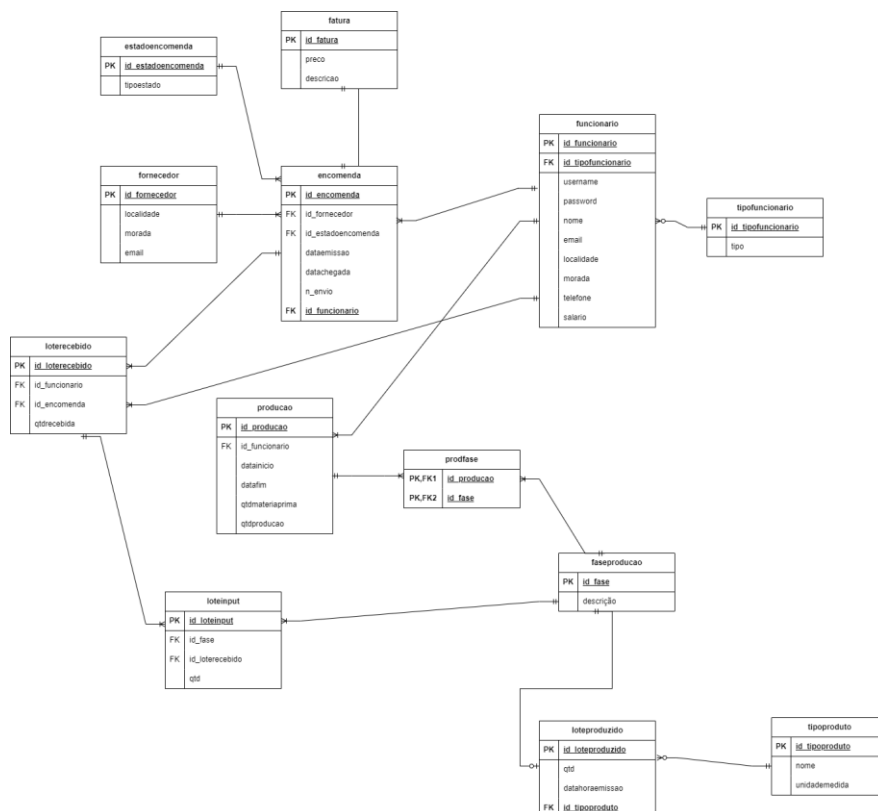 fatura
PK id_fatura
preco
descricao
estadoencomenda
PK id_estadoencomenda
tipoestado
funcionario
PK id_funcionario
FK id_tipofuncionario
username
password
nome
email
localidade
morada
telefone
salario
fornecedor
PK id_fornecedor
localidade
morada
email
encomenda
PK id_encomenda
FK id_fornecedor
FK id_estadoencomenda
dataemissao
datachegada
n_envio
FK id_funcionario
tipofuncionario
PK id_tipofuncionario
tipo
loterecebido
PK id_loterecebido
FK id_funcionario
FK id_encomenda
qtdrecebida
producao
PK id_producao
FK id_funcionario
datainicio
datafim
qtdmateriaprima
qtdproducao
prodfase
PK,FK1 id_producao
PK,FK2 id_fase
faseproducao
PK id_fase
descrição
loteinput
PK id_loteinput
FK id_fase
FK id_loterecebido
qtd
loteproduzido
PK id_loteproduzido
qtd
datahoraemissao
FK id_tipoproduto
tipoproduto
PK id_tipoproduto
nome
unidademedida